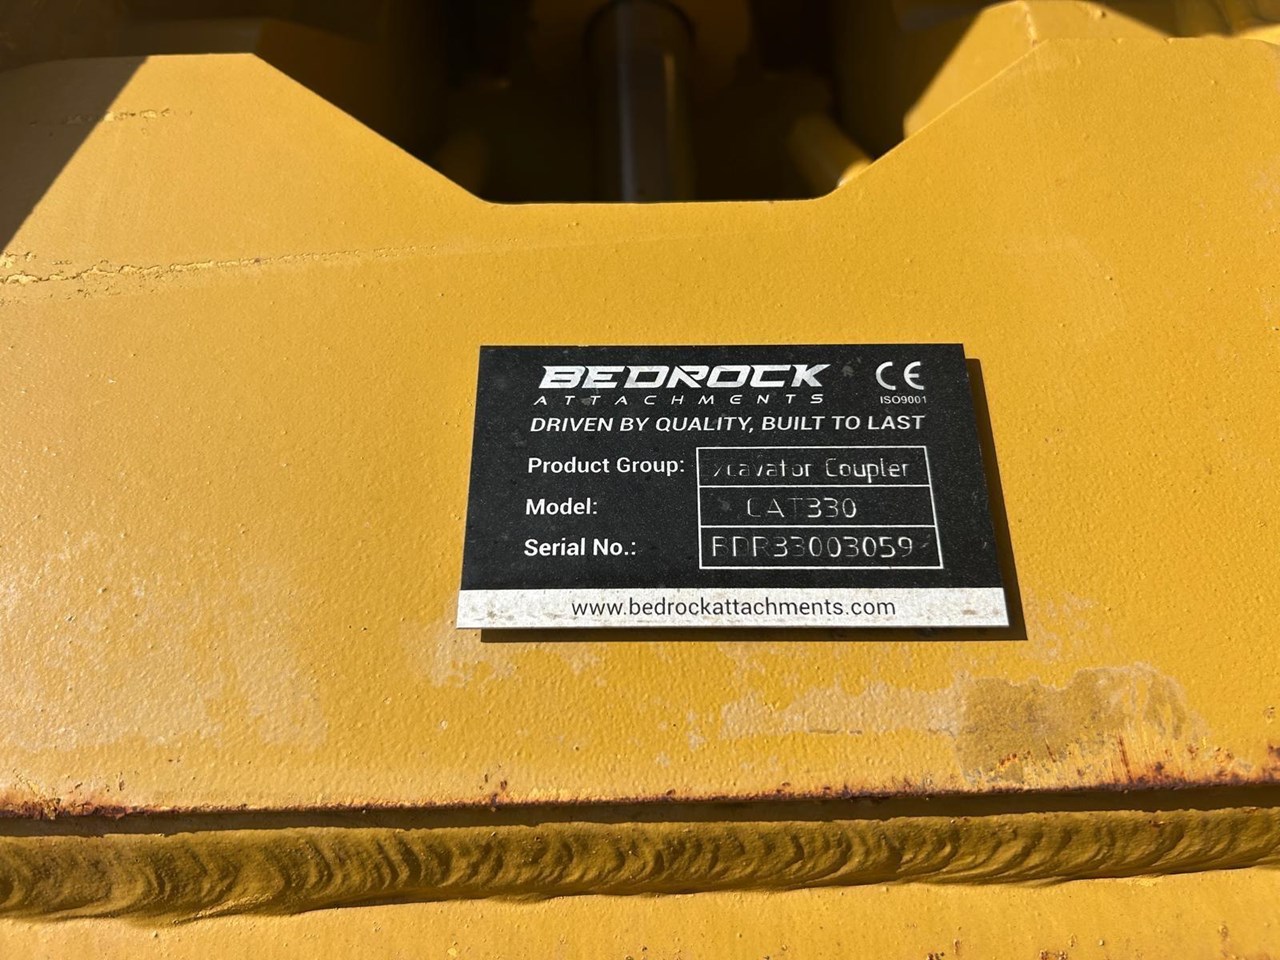 BEDROCK
ATTACHMENTS
CE
ISO9001
DRIVEN BY QUALITY, BUILT TO LAST
Product Group: Excavator Coupler
Model: CAT330
Serial No.: BDR33003059
www.bedrockattachments.com